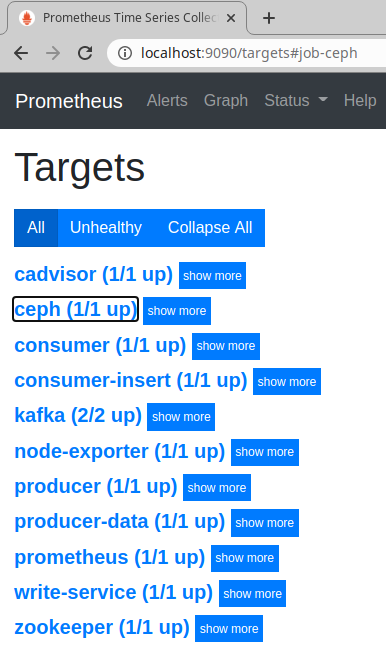 Prometheus Time Series Collec
localhost:9090/targets#job-ceph
Prometheus Alerts Graph Status Help
Targets
All Unhealthy Collapse All
cadvisor (1/1 up) show more
ceph (1/1 up) show more
consumer (1/1 up) show more
consumer-insert (1/1 up) show more
kafka (2/2 up) show more
node-exporter (1/1 up) show more
producer (1/1 up) show more
producer-data (1/1 up) show more
prometheus (1/1 up) show more
write-service (1/1 up) show more
zookeeper (1/1 up) show more